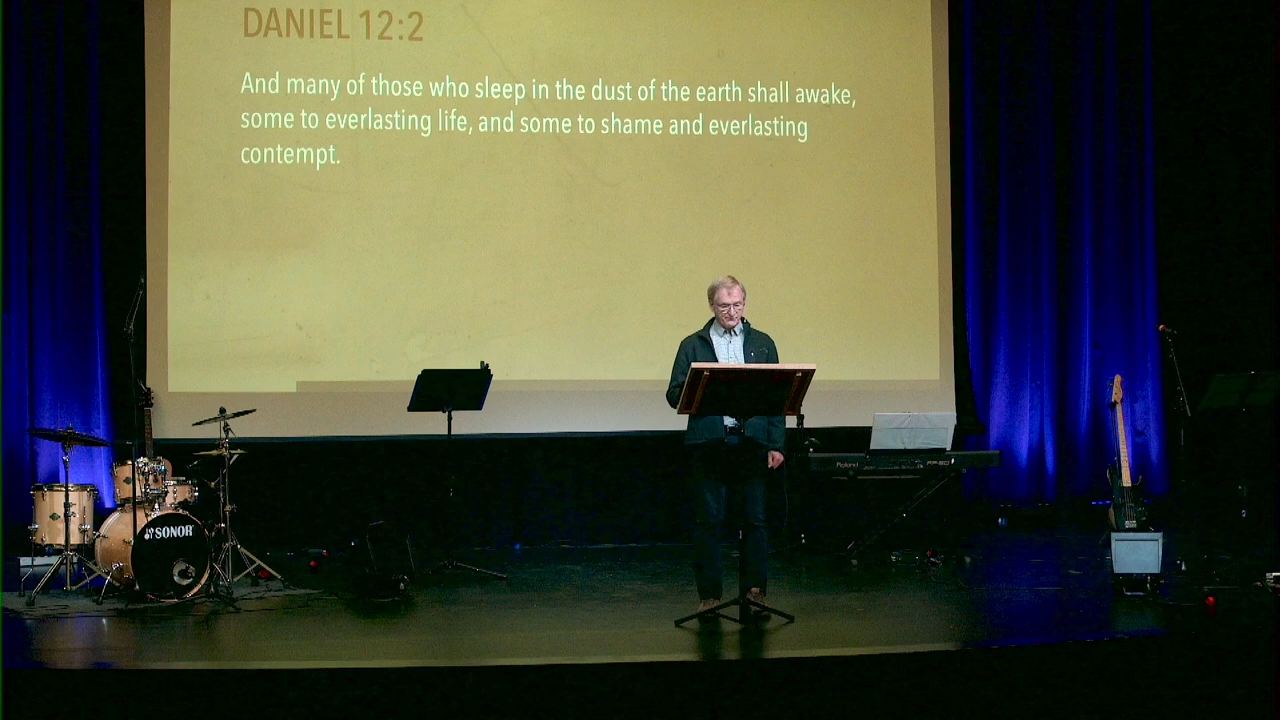 DANIEL 12:2
And many of those who sleep in the dust of the earth shall awake,
some to everlasting life, and some to shame and everlasting
contempt.
SONOR
Roland